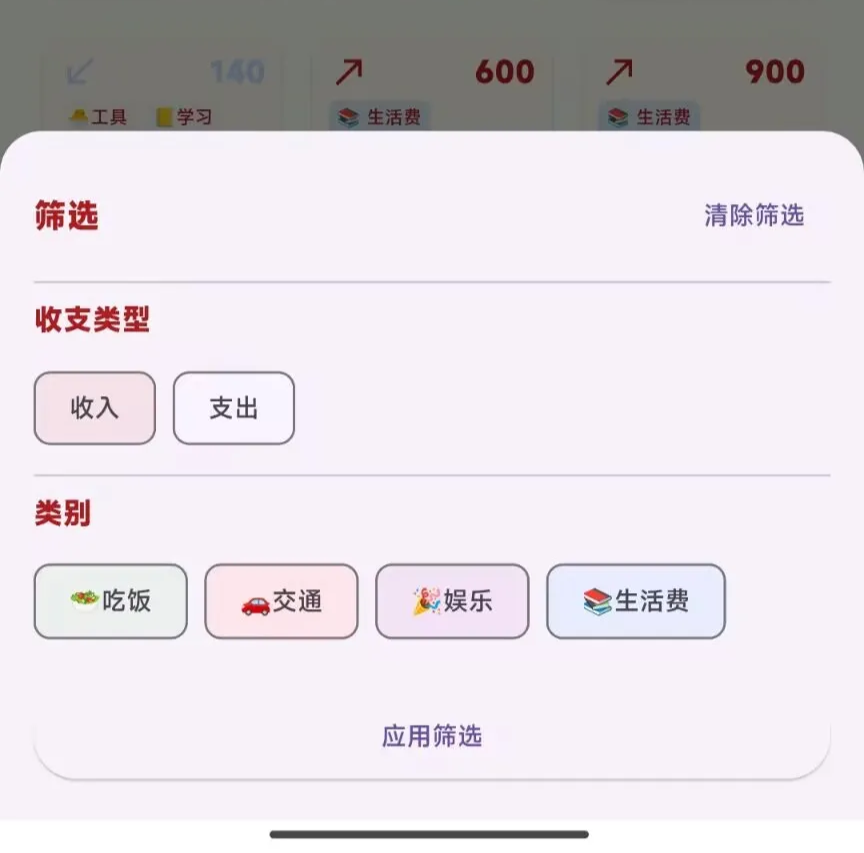 140 600 900
工具 学习 生活费 生活费
筛选 清除筛选
收支类型
收入 支出
类别
吃饭 交通 娱乐 生活费
应用筛选